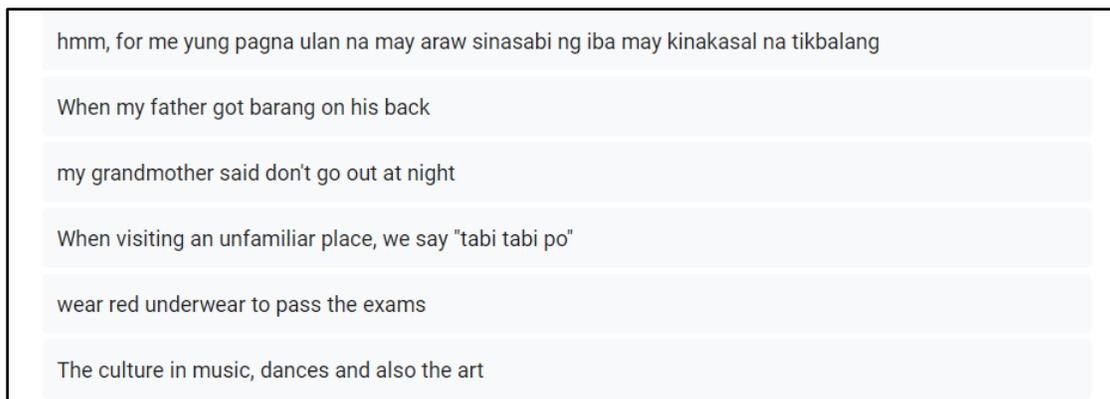 hmm, for me yung pagna ulan na may araw sinasabi ng iba may kinakasal na tikbalang
When my father got barang on his back
my grandmother said don't go out at night
When visiting an unfamiliar place, we say "tabi tabi po"
wear red underwear to pass the exams
The culture in music, dances and also the art